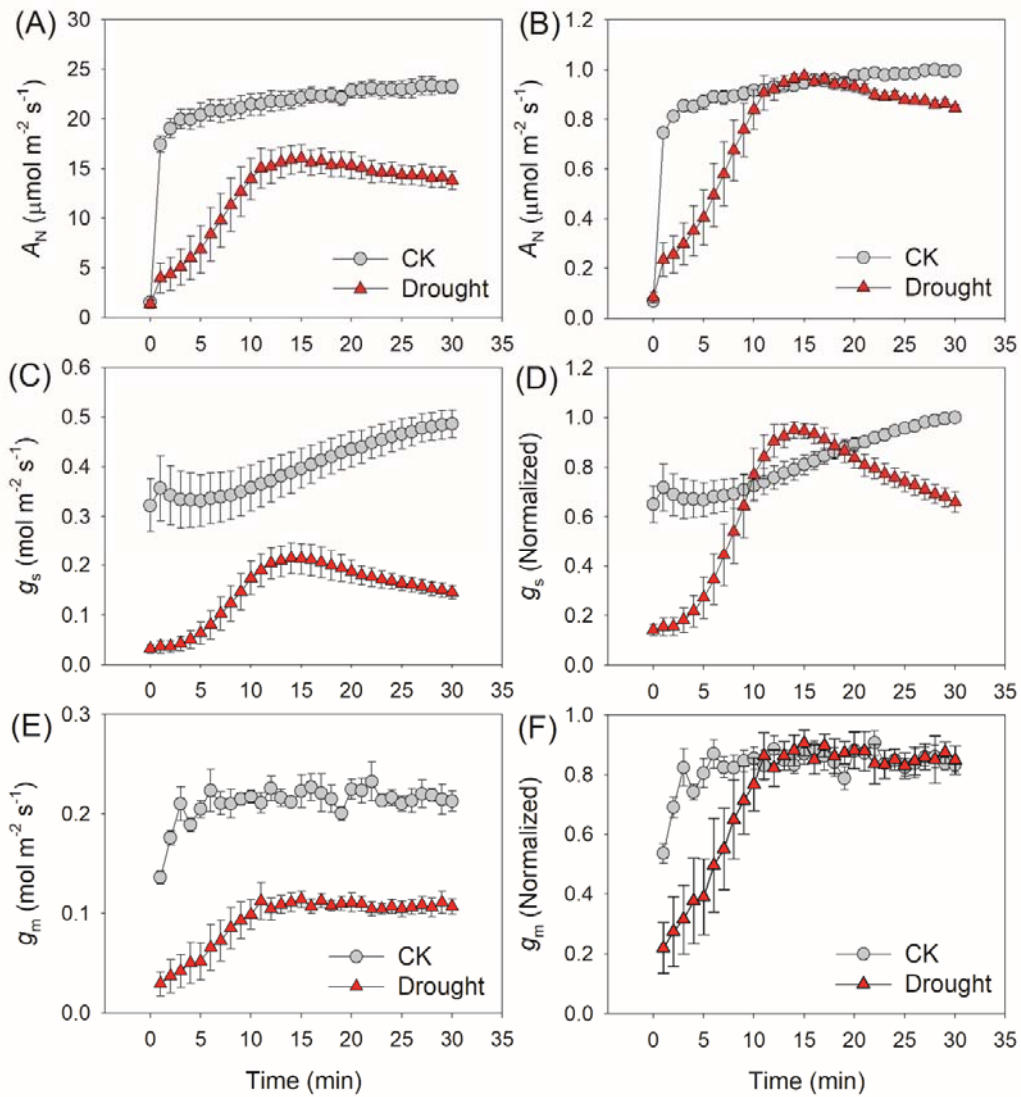 (A)
30
25
20
15
10
5
0
A_N (μmol m⁻² s⁻¹)
CK
Drought
0 5 10 15 20 25 30 35
(B)
1.2
1.0
0.8
0.6
0.4
0.2
0.0
A_N (μmol m⁻² s⁻¹)
CK
Drought
0 5 10 15 20 25 30 35
(C)
0.6
0.5
0.4
0.3
0.2
0.1
0.0
g_s (mol m⁻² s⁻¹)
0 5 10 15 20 25 30 35
(D)
1.2
1.0
0.8
0.6
0.4
0.2
0.0
g_s (Normalized)
0 5 10 15 20 25 30 35
(E)
0.3
0.2
0.1
0.0
g_m (mol m⁻² s⁻¹)
CK
Drought
0 5 10 15 20 25 30 35
Time (min)
(F)
1.0
0.8
0.6
0.4
0.2
0.0
g_m (Normalized)
CK
Drought
0 5 10 15 20 25 30 35
Time (min)